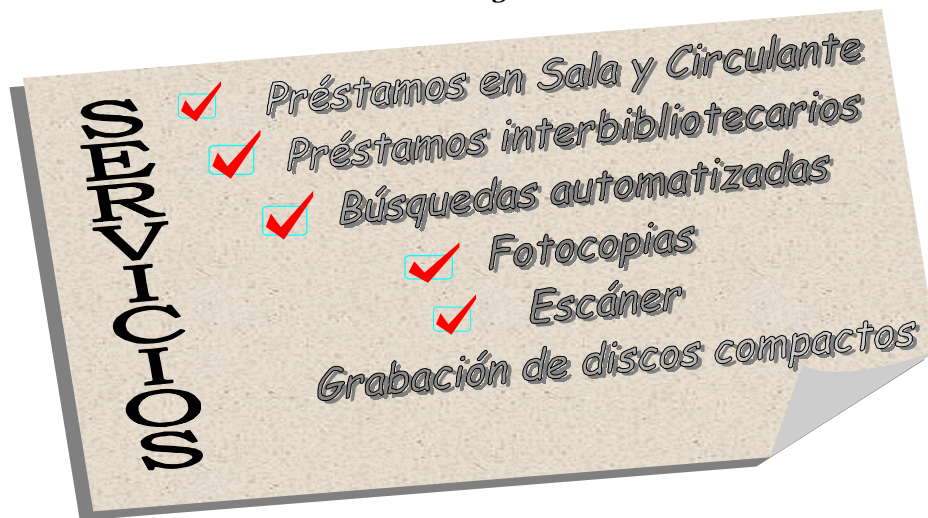 SERVICIOS
Préstamos en Sala y Circulante
Préstamos interbibliotecarios
Búsquedas automatizadas
Fotocopias
Escáner
Grabación de discos compactos